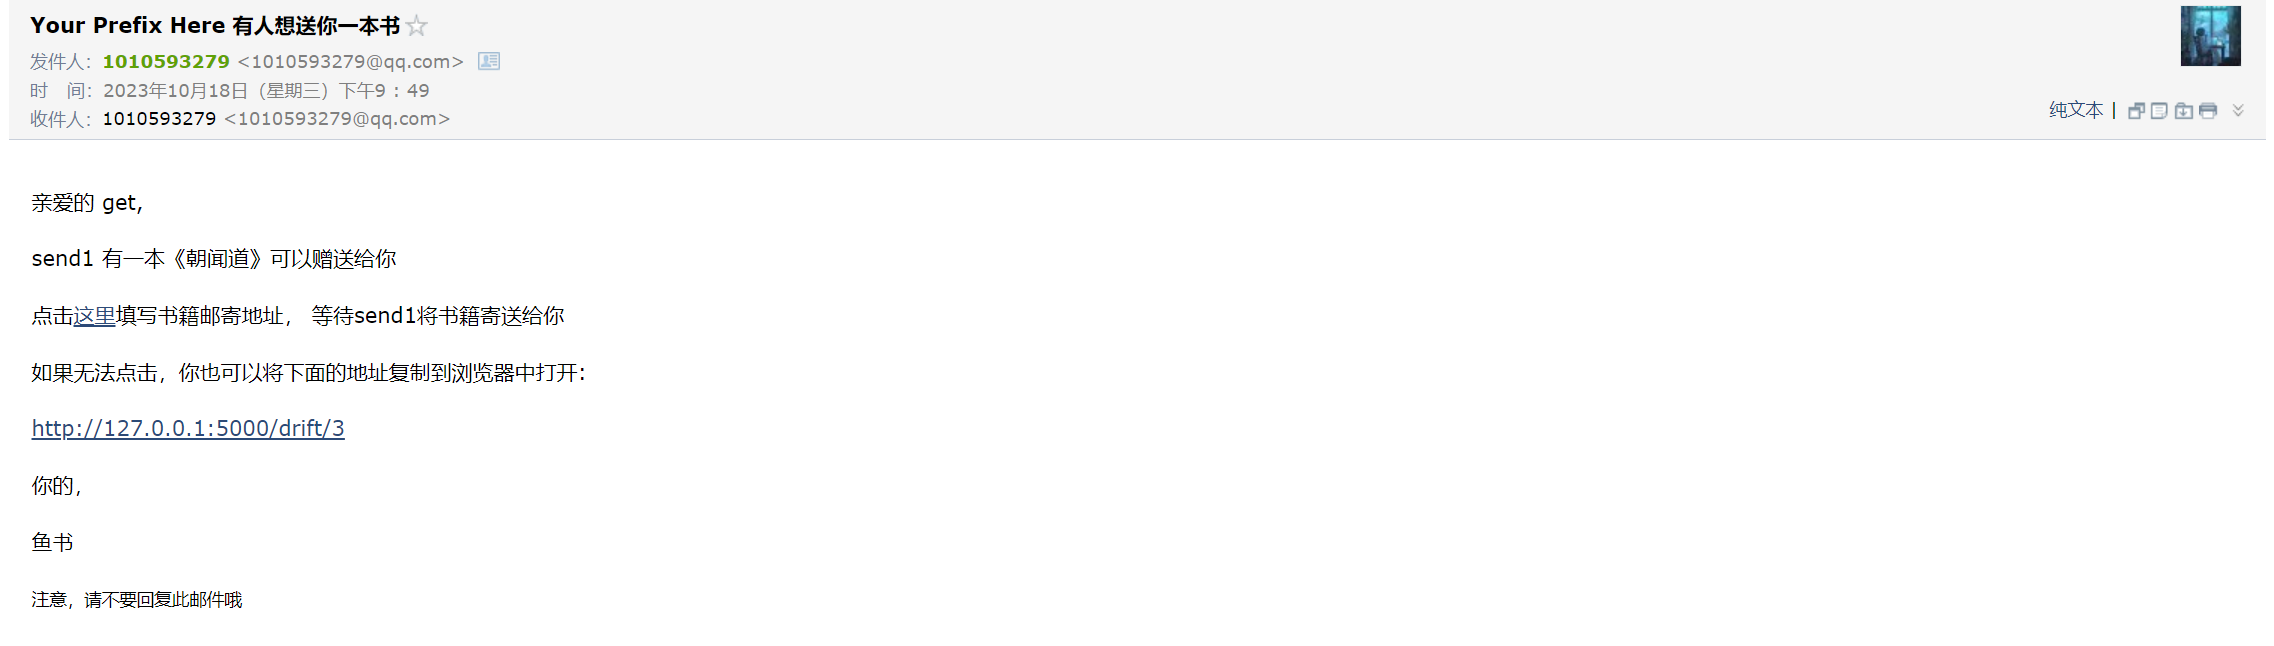 Your Prefix Here 有人想送你一本书
发件人：1010593279 <1010593279@qq.com>
时 间：2023年10月18日（星期三）下午9：49
收件人：1010593279 <1010593279@qq.com>
纯文本 |
亲爱的 get,
send1 有一本《朝闻道》可以赠送给你
点击这里填写书籍邮寄地址， 等待send1将书籍寄送给你
如果无法点击，你也可以将下面的地址复制到浏览器中打开:
http://127.0.0.1:5000/drift/3
你的，
鱼书
注意，请不要回复此邮件哦